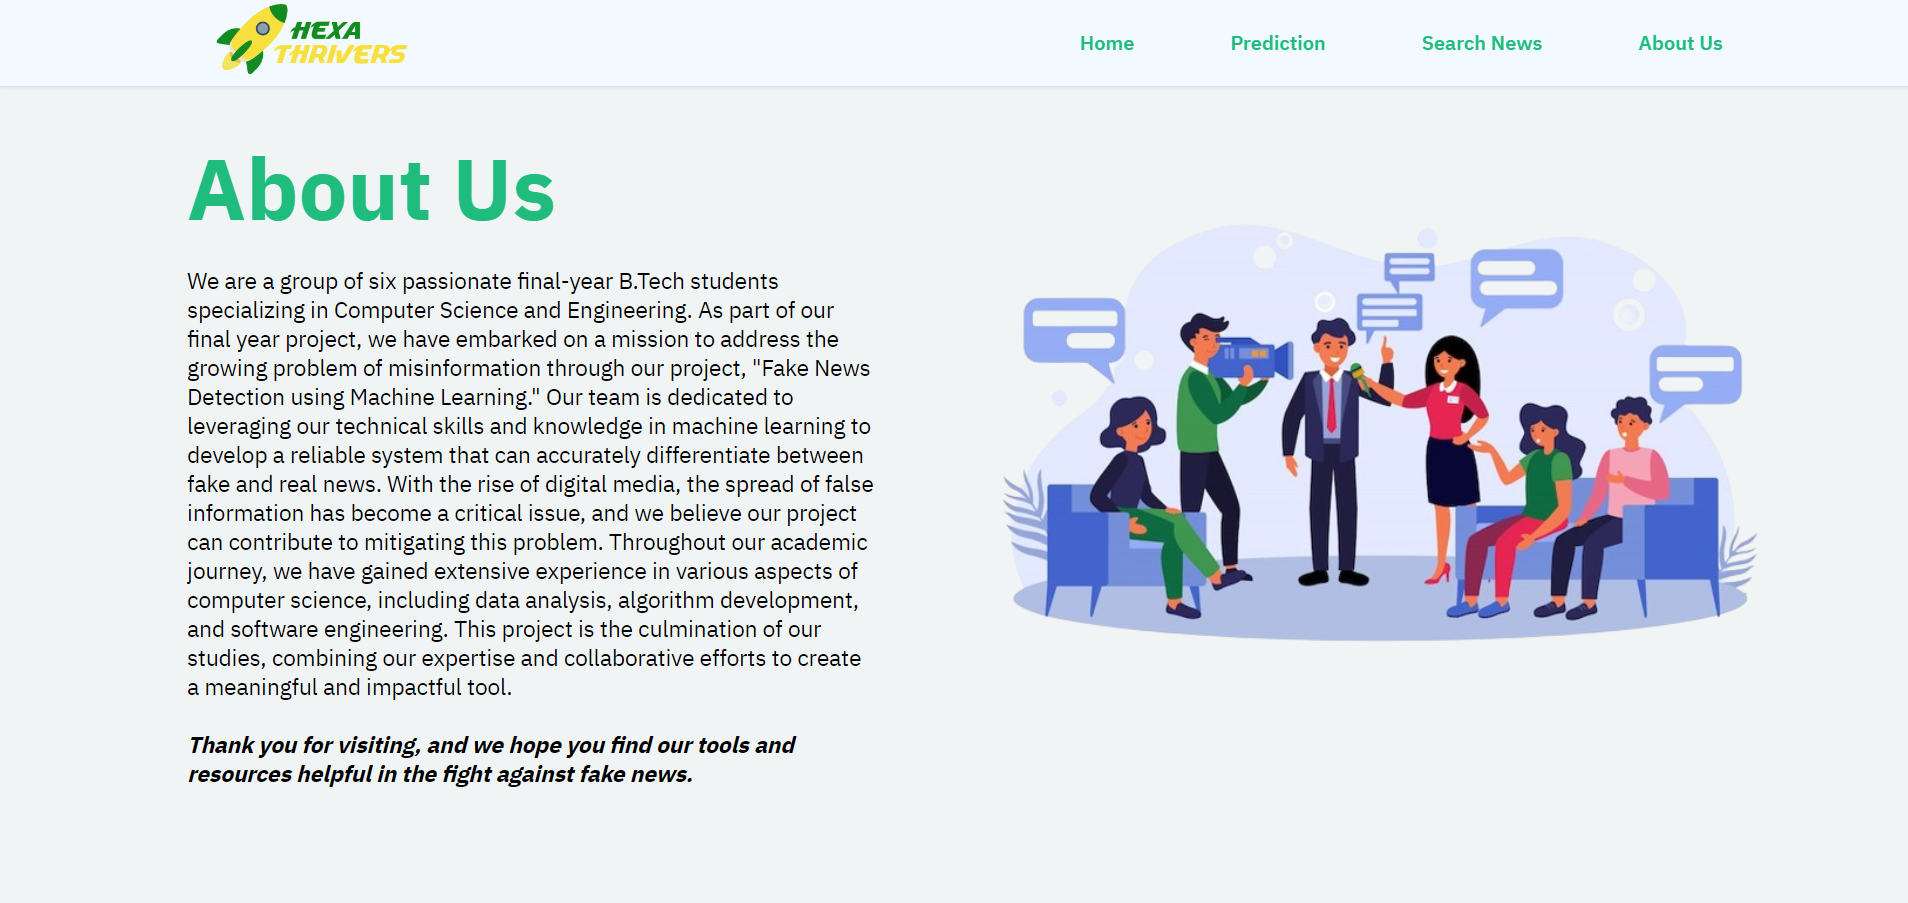 HEXA
THRIVERS
Home Prediction Search News About Us
About Us
We are a group of six passionate final-year B.Tech students
specializing in Computer Science and Engineering. As part of our
final year project, we have embarked on a mission to address the
growing problem of misinformation through our project, "Fake News
Detection using Machine Learning." Our team is dedicated to
leveraging our technical skills and knowledge in machine learning to
develop a reliable system that can accurately differentiate between
fake and real news. With the rise of digital media, the spread of false
information has become a critical issue, and we believe our project
can contribute to mitigating this problem. Throughout our academic
journey, we have gained extensive experience in various aspects of
computer science, including data analysis, algorithm development,
and software engineering. This project is the culmination of our
studies, combining our expertise and collaborative efforts to create
a meaningful and impactful tool.
Thank you for visiting, and we hope you find our tools and
resources helpful in the fight against fake news.